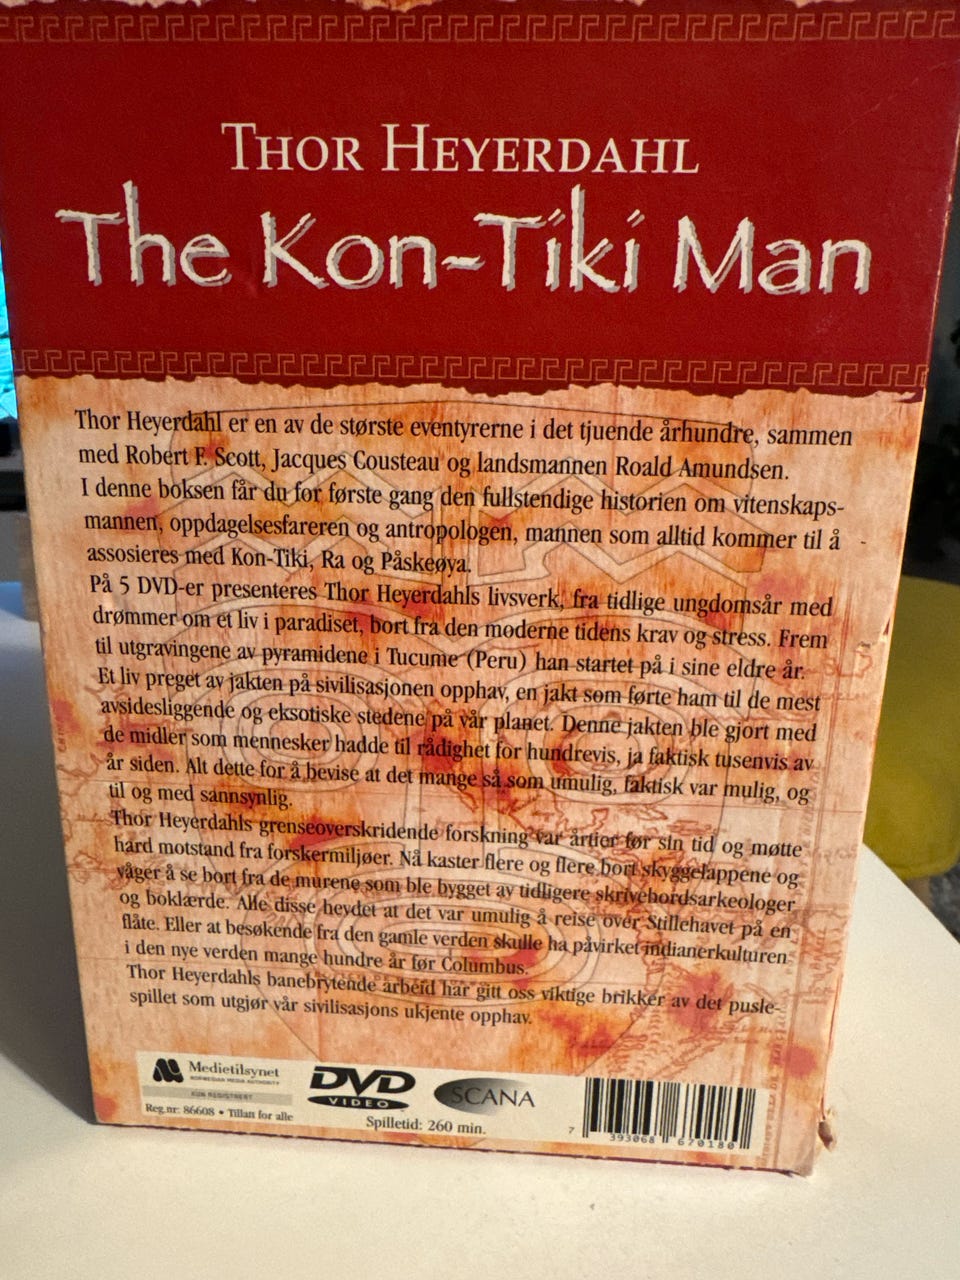 THOR HEYERDAHL
The Kon-Tiki Man
Thor Heyerdahl er en av de største eventyrerne i det tjuende århundre, sammen
med Robert F. Scott, Jacques Cousteau og landsmannen Roald Amundsen.
I denne boksen får du for første gang den fullstendige historien om vitenskaps-
mannen, oppdagelsesfareren og antropologen, mannen som alltid kommer til å
assosieres med Kon-Tiki, Ra og Påskeøya.
På 5 DVD-er presenteres Thor Heyerdahls livsverk, fra tidlige ungdomsår med
drømmer om et liv i paradiset, bort fra den moderne tidens krav og stress. Frem
til utgravingene av pyramidene i Tucume (Peru) han startet på i sine eldre år.
Et liv preget av jakten på sivilisasjonen opphav, en jakt som førte ham til de mest
avsidesliggende og eksotiske stedene på vår planet. Denne jakten ble gjort med
de midler som mennesker hadde til rådighet for hundrevis, ja faktisk tusenvis av
år siden. Alt dette for å bevise at det mange så som umulig, faktisk var mulig, og
til og med sannsynlig.
Thor Heyerdahls grenseoverskridende forskning var årtier før sin tid og møtte
hard motstand fra forskermiljøer. Nå kaster flere og flere bort skyggelappene og
våger å se bort fra de murene som ble bygget av tidligere skrivebordsarkeologer
og boklærde. Alle disse hevdet at det var umulig å reise over Stillehavet på en
flåte. Eller at besøkende fra den gamle verden skulle ha påvirket indianerkulturen
i den nye verden mange hundre år før Columbus.
Thor Heyerdahls banebrytende arbeid har gitt oss viktige brikker av det pusle-
spillet som utgjør vår sivilisasjons ukjente opphav.
Medietilsynet
NORWEGIAN MEDIA AUTHORITY
KUN REGISTRERT
Reg.nr: 86608 • Tillan for alle
DVD
VIDEO
SCANA
Spilletid: 260 min.
7 393068 670180